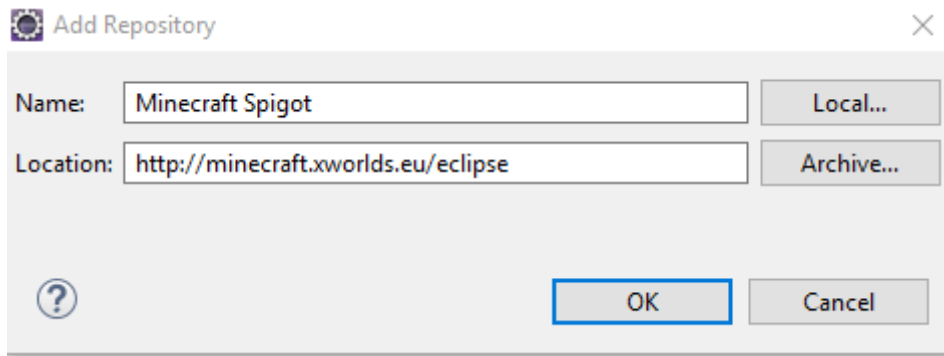 Add Repository
Name: Minecraft Spigot Local...
Location: http://minecraft.xworlds.eu/eclipse Archive...
? OK Cancel